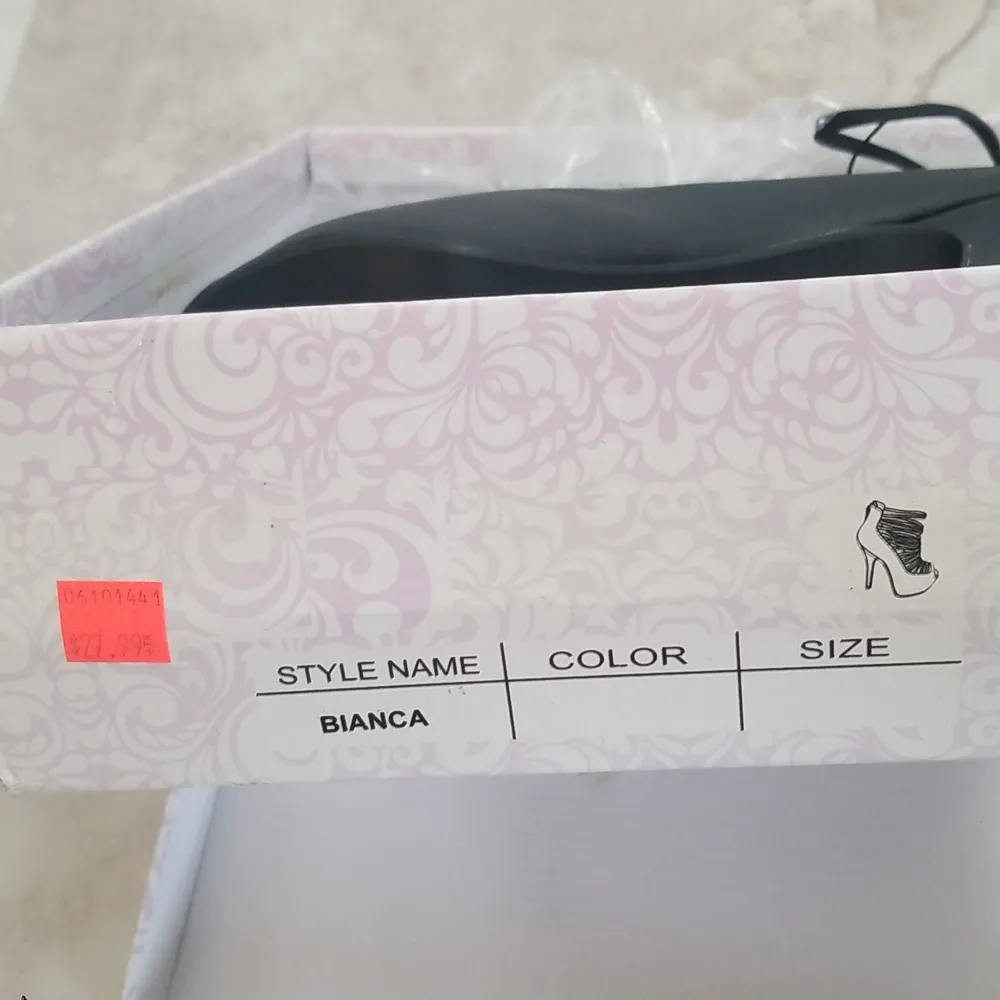 06101441
$27.99
STYLE NAME COLOR SIZE
BIANCA